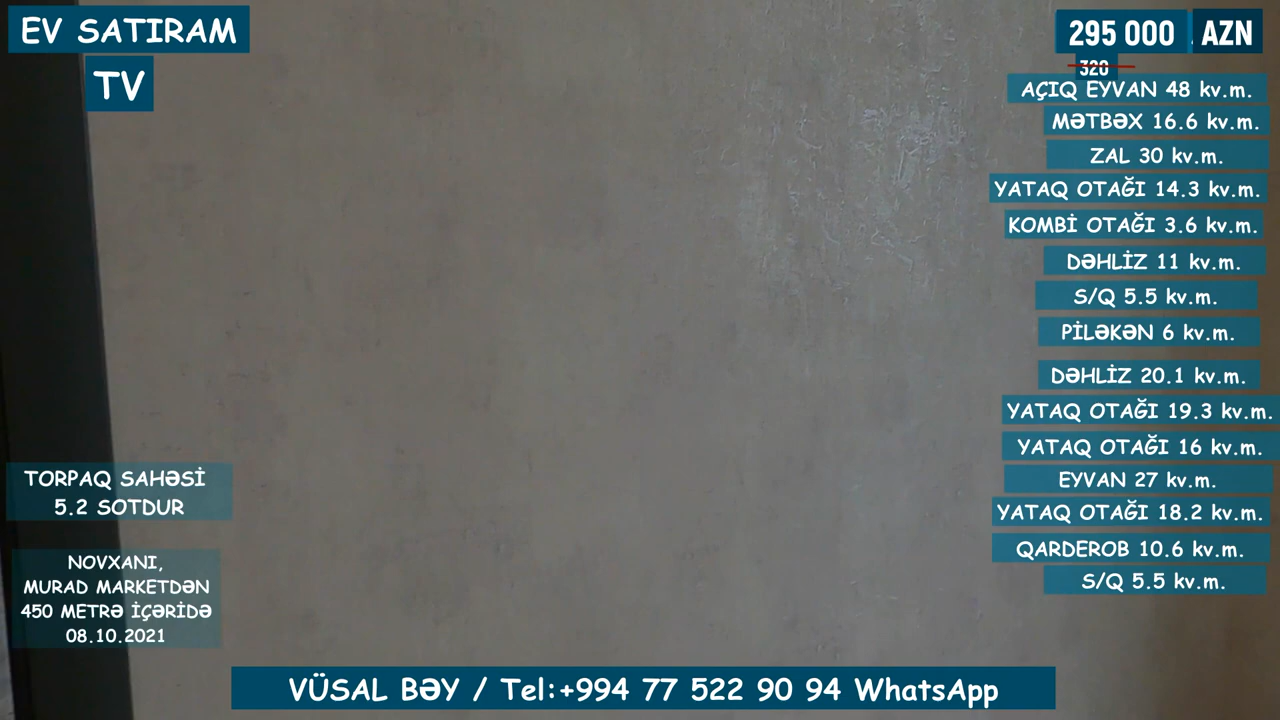 EV SATIRAM
TV
295 000 AZN
320
AÇIQ EYVAN 48 kv.m.
MƏTBƏX 16.6 kv.m.
ZAL 30 kv.m.
YATAQ OTAĞI 14.3 kv.m.
KOMBİ OTAĞI 3.6 kv.m.
DƏHLİZ 11 kv.m.
S/Q 5.5 kv.m.
PİLƏKƏN 6 kv.m.
DƏHLİZ 20.1 kv.m.
YATAQ OTAĞI 19.3 kv.m.
YATAQ OTAĞI 16 kv.m.
EYVAN 27 kv.m.
YATAQ OTAĞI 18.2 kv.m.
QARDEROB 10.6 kv.m.
S/Q 5.5 kv.m.
TORPAQ SAHƏSİ
5.2 SOTDUR
NOVXANI,
MURAD MARKETDƏN
450 METRƏ İÇƏRİDƏ
08.10.2021
VÜSAL BƏY / Tel:+994 77 522 90 94 WhatsApp